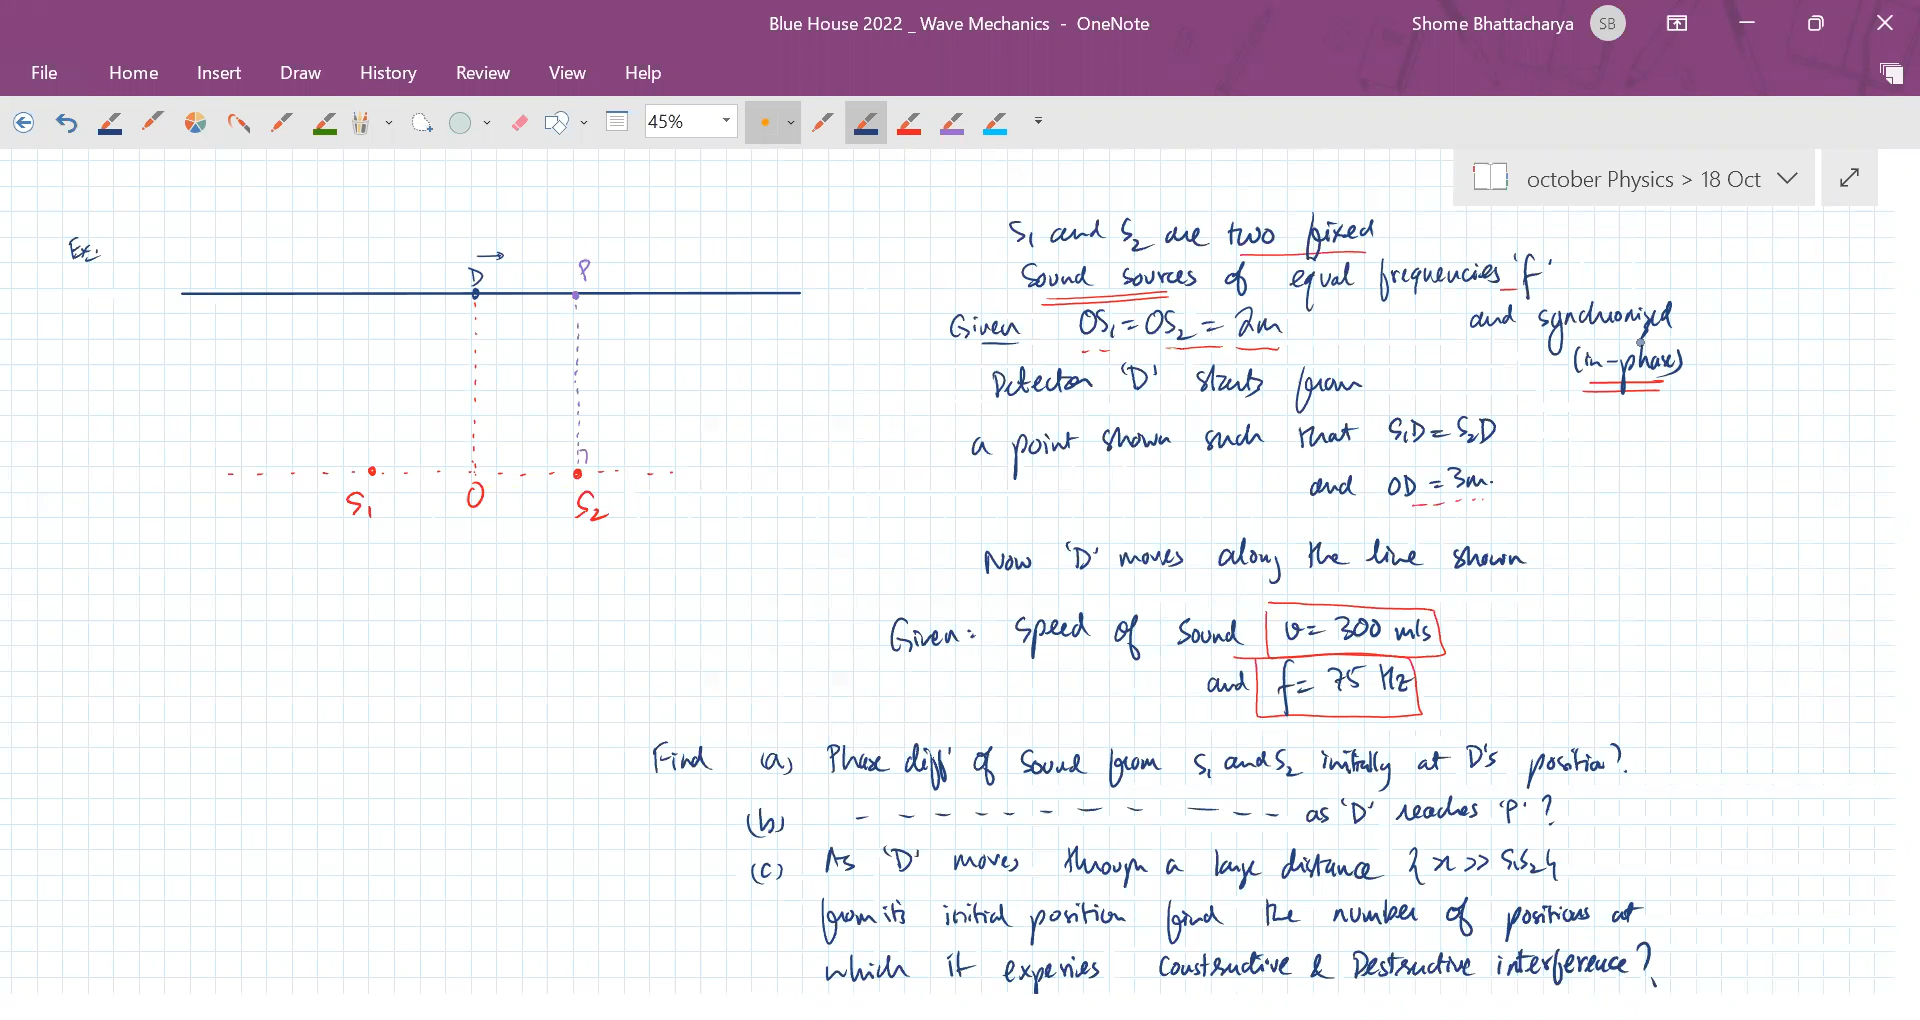 Blue House 2022 _ Wave Mechanics - OneNote
Shome Bhattacharya SB
File Home Insert Draw History Review View Help
45%
october Physics > 18 Oct
Ex:
D P
S1 O S2
S1 and S2 are two fixed
Sound sources of equal frequencies 'f'
and synchronized
(in-phase)
Given OS1 = OS2 = 2m
Detector 'D' starts from
a point shown such that S1D = S2D
and OD = 3m.
Now 'D' moves along the line shown
Given: Speed of Sound v = 300 m/s
and f = 75 Hz
Find (a) Phase diff' of Sound from S1 and S2 initially at D's position?
(b) - - - - - - - - - - - as 'D' reaches 'P'?
(c) As 'D' moves through a large distance {x >> S1S2}
from its initial position find the number of positions at
which it experies Constructive & Destructive interference?